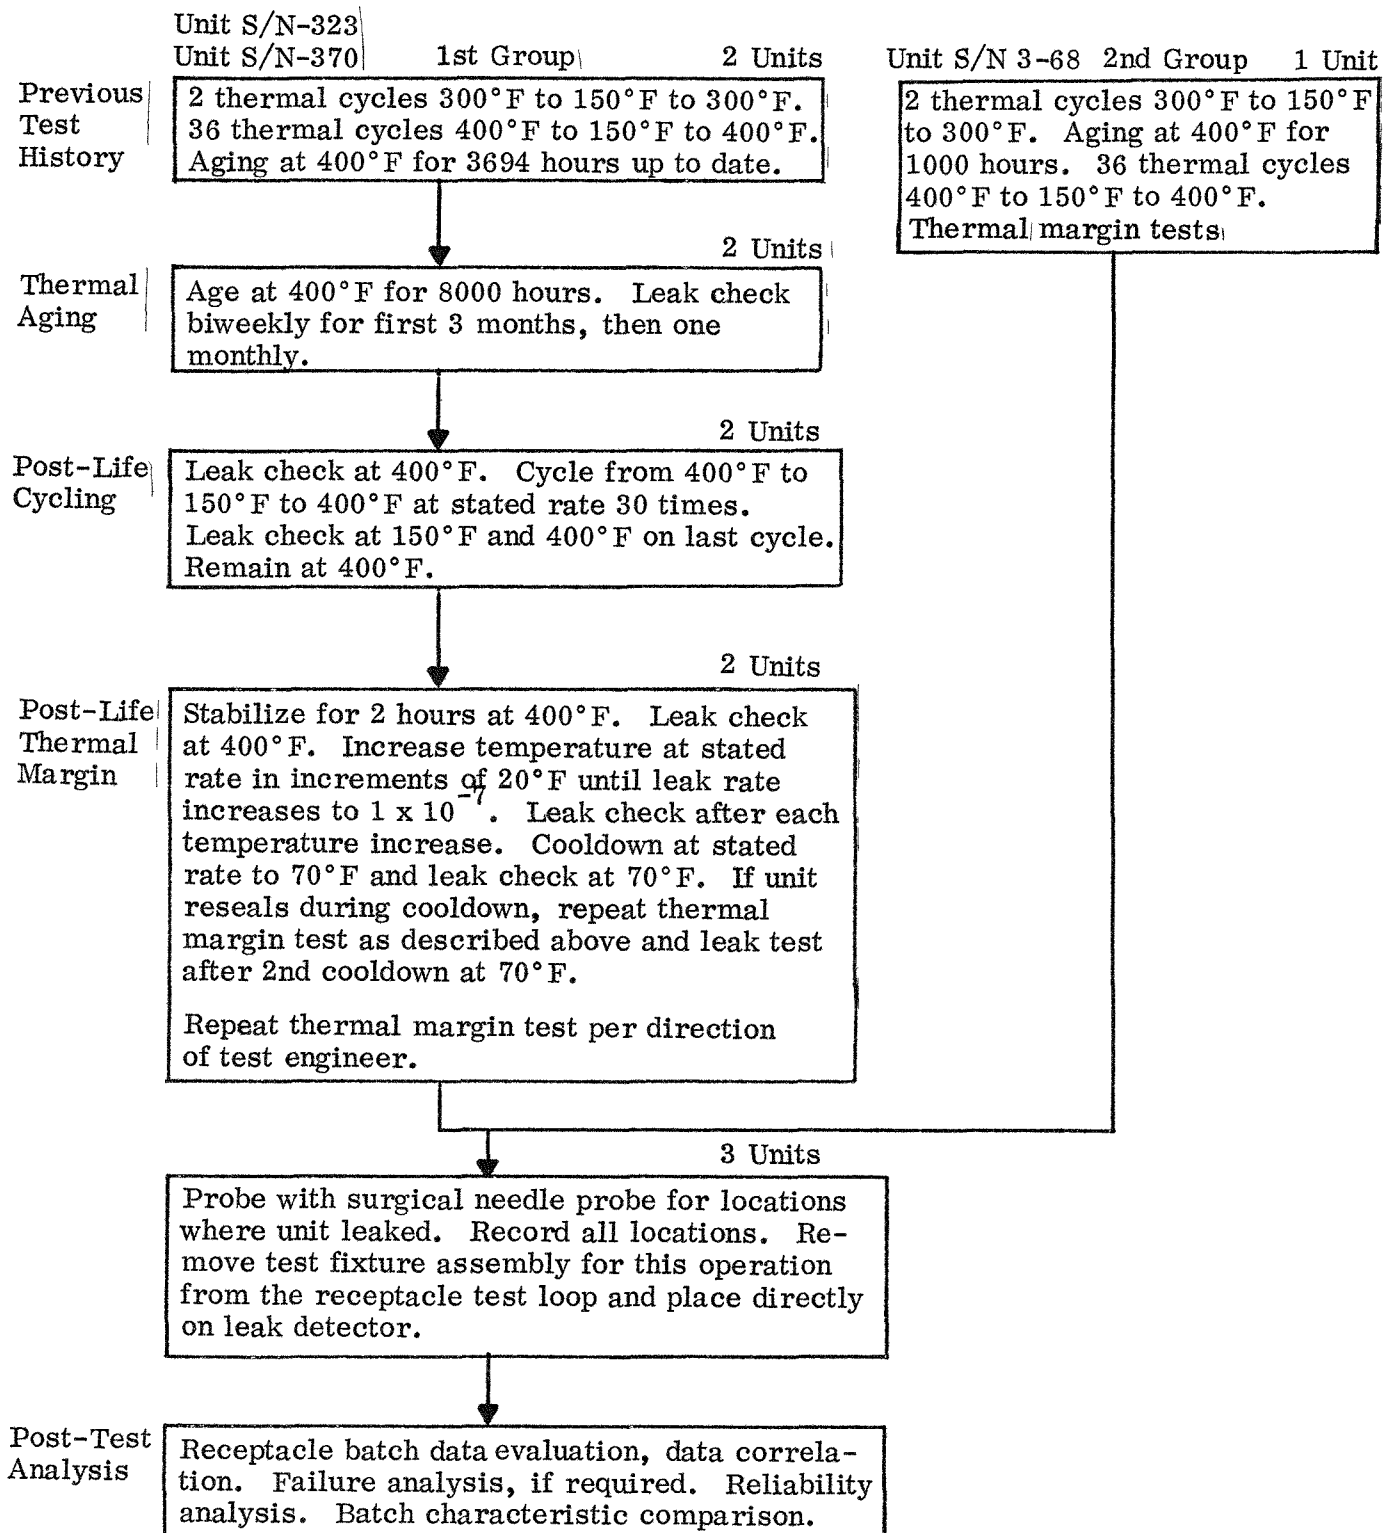 Unit S/N-323
Unit S/N-370 1st Group 2 Units
Previous
Test
History
2 thermal cycles 300°F to 150°F to 300°F.
36 thermal cycles 400°F to 150°F to 400°F.
Aging at 400°F for 3694 hours up to date.
Unit S/N 3-68 2nd Group 1 Unit
2 thermal cycles 300°F to 150°F
to 300°F. Aging at 400°F for
1000 hours. 36 thermal cycles
400°F to 150°F to 400°F.
Thermal margin tests
2 Units
Thermal
Aging
Age at 400°F for 8000 hours. Leak check
biweekly for first 3 months, then one
monthly.
2 Units
Post-Life
Cycling
Leak check at 400°F. Cycle from 400°F to
150°F to 400°F at stated rate 30 times.
Leak check at 150°F and 400°F on last cycle.
Remain at 400°F.
2 Units
Post-Life
Thermal
Margin
Stabilize for 2 hours at 400°F. Leak check
at 400°F. Increase temperature at stated
rate in increments of 20°F until leak rate
increases to 1 x 10⁻⁷. Leak check after each
temperature increase. Cooldown at stated
rate to 70°F and leak check at 70°F. If unit
reseals during cooldown, repeat thermal
margin test as described above and leak test
after 2nd cooldown at 70°F.
Repeat thermal margin test per direction
of test engineer.
3 Units
Probe with surgical needle probe for locations
where unit leaked. Record all locations. Re-
move test fixture assembly for this operation
from the receptacle test loop and place directly
on leak detector.
Post-Test
Analysis
Receptacle batch data evaluation, data correla-
tion. Failure analysis, if required. Reliability
analysis. Batch characteristic comparison.